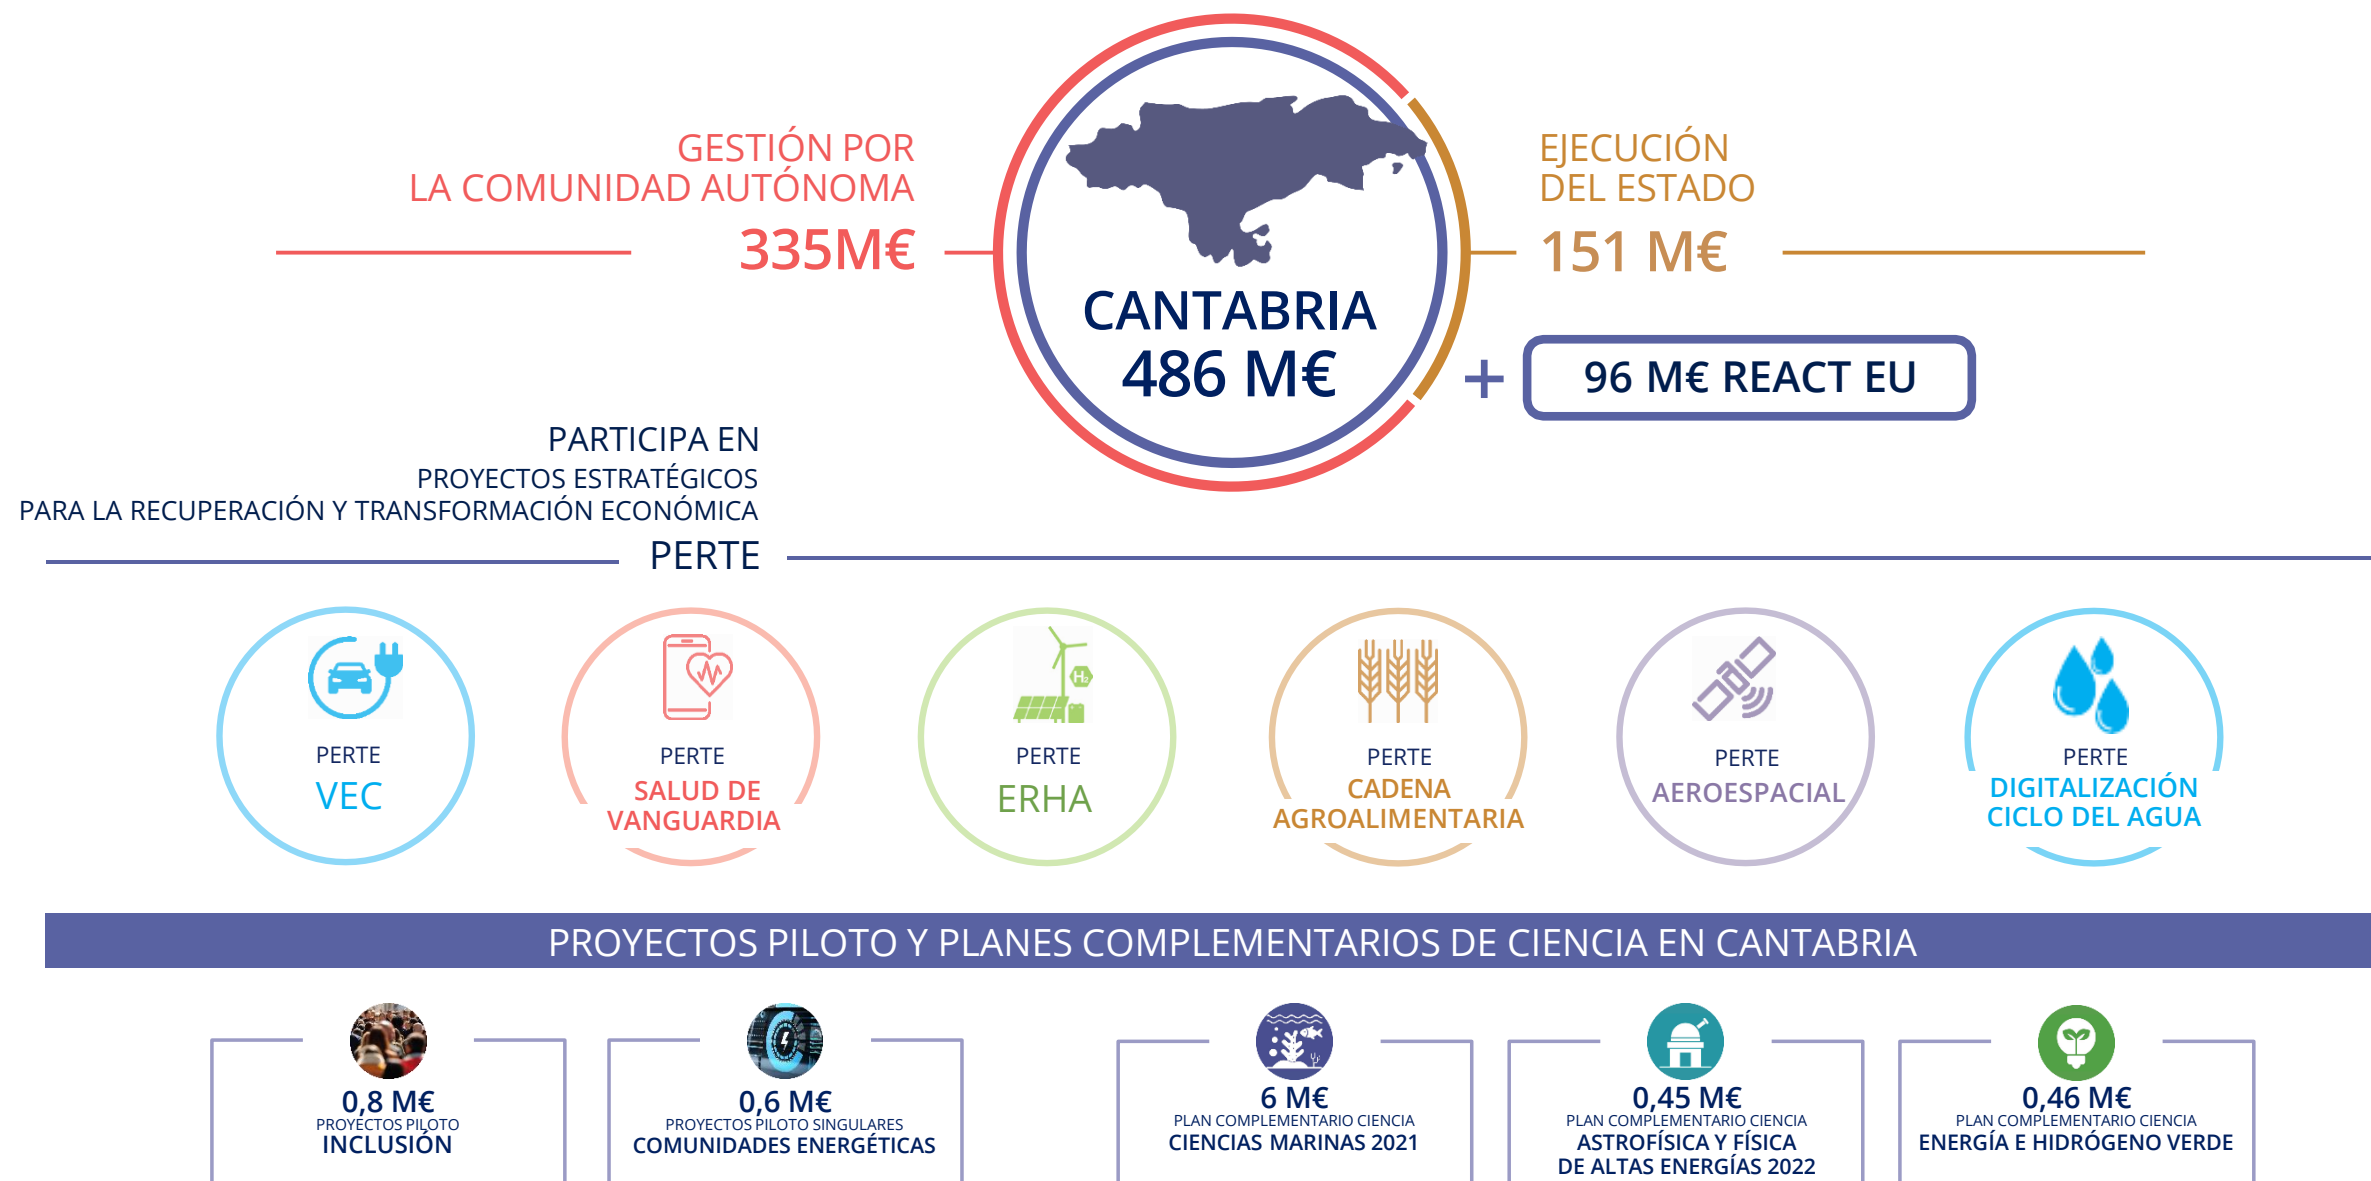 GESTIÓN POR
LA COMUNIDAD AUTÓNOMA
335M€
EJECUCIÓN
DEL ESTADO
151 M€
CANTABRIA
486 M€
+ 96 M€ REACT EU
PARTICIPA EN
PROYECTOS ESTRATÉGICOS
PARA LA RECUPERACIÓN Y TRANSFORMACIÓN ECONÓMICA
PERTE
PERTE
VEC
PERTE
SALUD DE
VANGUARDIA
H2
PERTE
ERHA
PERTE
CADENA
AGROALIMENTARIA
PERTE
AEROESPACIAL
PERTE
DIGITALIZACIÓN
CICLO DEL AGUA
PROYECTOS PILOTO Y PLANES COMPLEMENTARIOS DE CIENCIA EN CANTABRIA
0,8 M€
PROYECTOS PILOTO
INCLUSIÓN
0,6 M€
PROYECTOS PILOTO SINGULARES
COMUNIDADES ENERGÉTICAS
6 M€
PLAN COMPLEMENTARIO CIENCIA
CIENCIAS MARINAS 2021
0,45 M€
PLAN COMPLEMENTARIO CIENCIA
ASTROFÍSICA Y FÍSICA
DE ALTAS ENERGÍAS 2022
0,46 M€
PLAN COMPLEMENTARIO CIENCIA
ENERGÍA E HIDRÓGENO VERDE